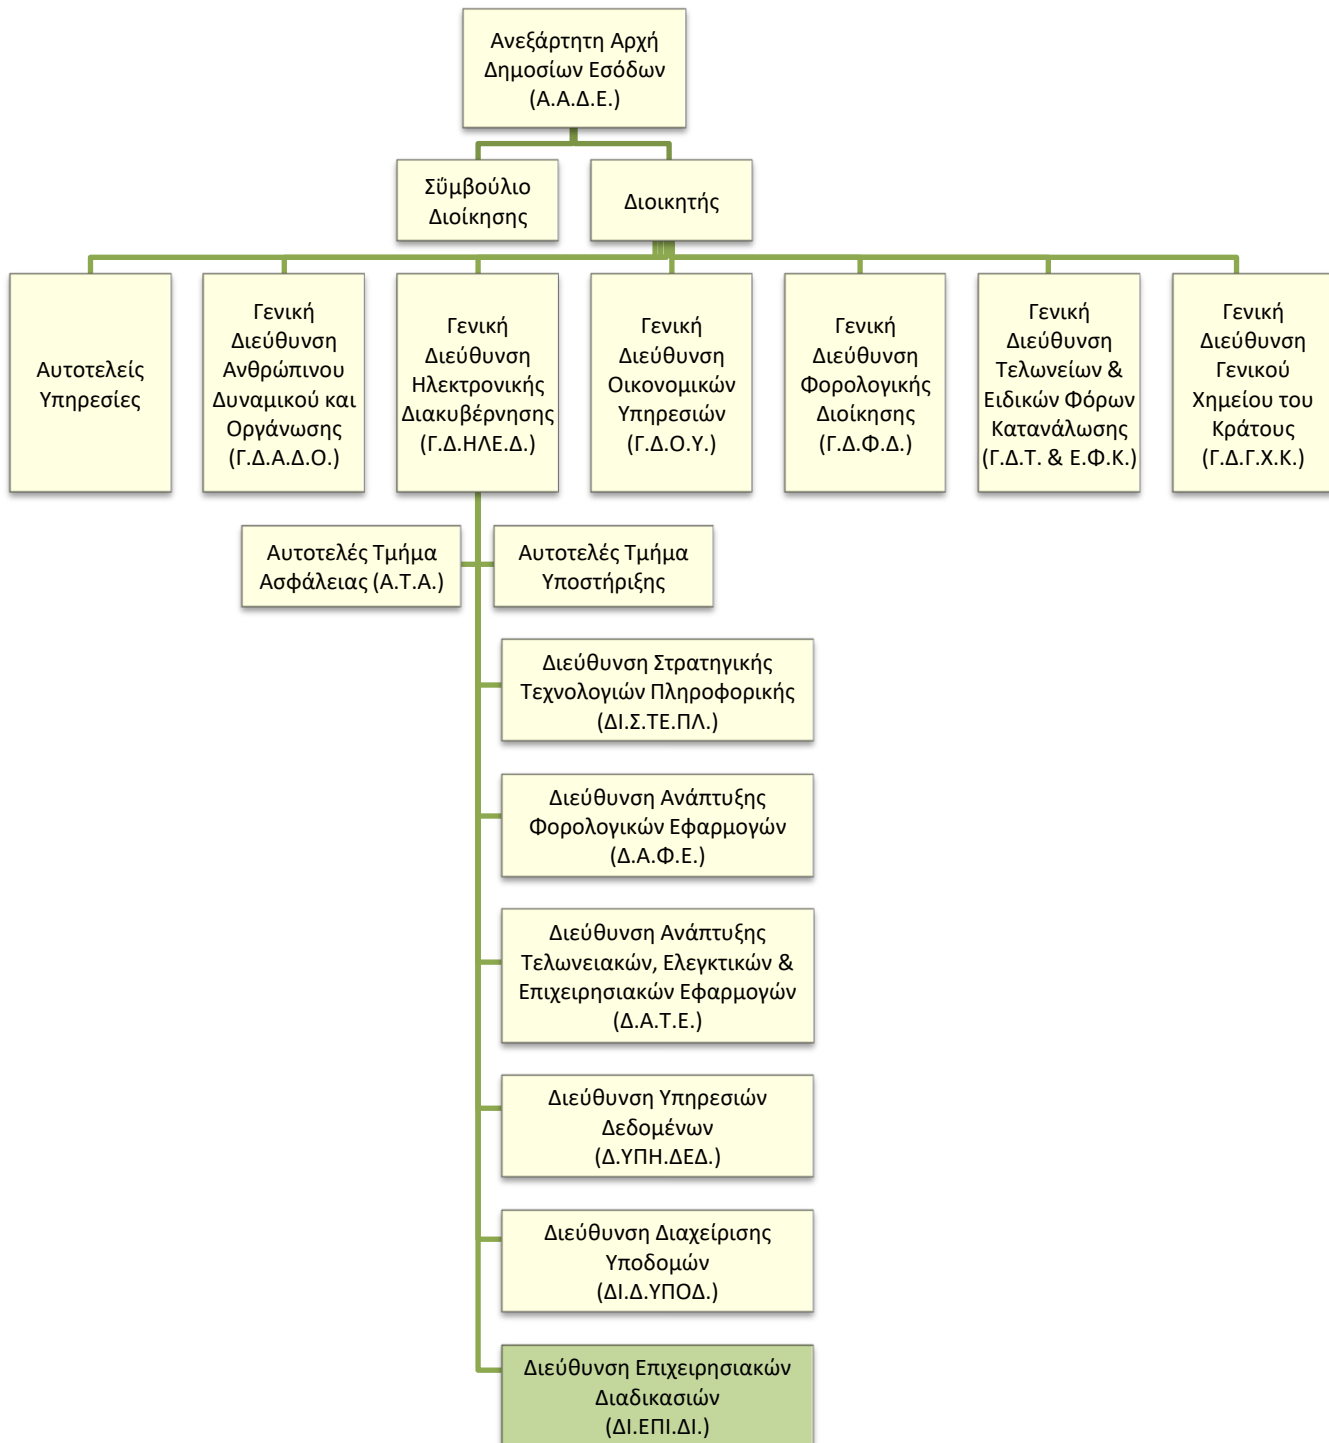 Ανεξάρτητη Αρχή
Δημοσίων Εσόδων
(Α.Α.Δ.Ε.)
Σΰμβούλιο
Διοίκησης
Διοικητής
Αυτοτελείς
Υπηρεσίες
Γενική
Διεύθυνση
Ανθρώπινου
Δυναμικού και
Οργάνωσης
(Γ.Δ.Α.Δ.Ο.)
Γενική
Διεύθυνση
Ηλεκτρονικής
Διακυβέρνησης
(Γ.Δ.ΗΛΕ.Δ.)
Γενική
Διεύθυνση
Οικονομικών
Υπηρεσιών
(Γ.Δ.Ο.Υ.)
Γενική
Διεύθυνση
Φορολογικής
Διοίκησης
(Γ.Δ.Φ.Δ.)
Γενική
Διεύθυνση
Τελωνείων &
Ειδικών Φόρων
Κατανάλωσης
(Γ.Δ.Τ. & Ε.Φ.Κ.)
Γενική
Διεύθυνση
Γενικού
Χημείου του
Κράτους
(Γ.Δ.Γ.Χ.Κ.)
Αυτοτελές Τμήμα
Ασφάλειας (Α.Τ.Α.)
Αυτοτελές Τμήμα
Υποστήριξης
Διεύθυνση Στρατηγικής
Τεχνολογιών Πληροφορικής
(ΔΙ.Σ.ΤΕ.ΠΛ.)
Διεύθυνση Ανάπτυξης
Φορολογικών Εφαρμογών
(Δ.Α.Φ.Ε.)
Διεύθυνση Ανάπτυξης
Τελωνειακών, Ελεγκτικών &
Επιχειρησιακών Εφαρμογών
(Δ.Α.Τ.Ε.)
Διεύθυνση Υπηρεσιών
Δεδομένων
(Δ.ΥΠΗ.ΔΕΔ.)
Διεύθυνση Διαχείρισης
Υποδομών
(ΔΙ.Δ.ΥΠΟΔ.)
Διεύθυνση Επιχειρησιακών
Διαδικασιών
(ΔΙ.ΕΠΙ.ΔΙ.)